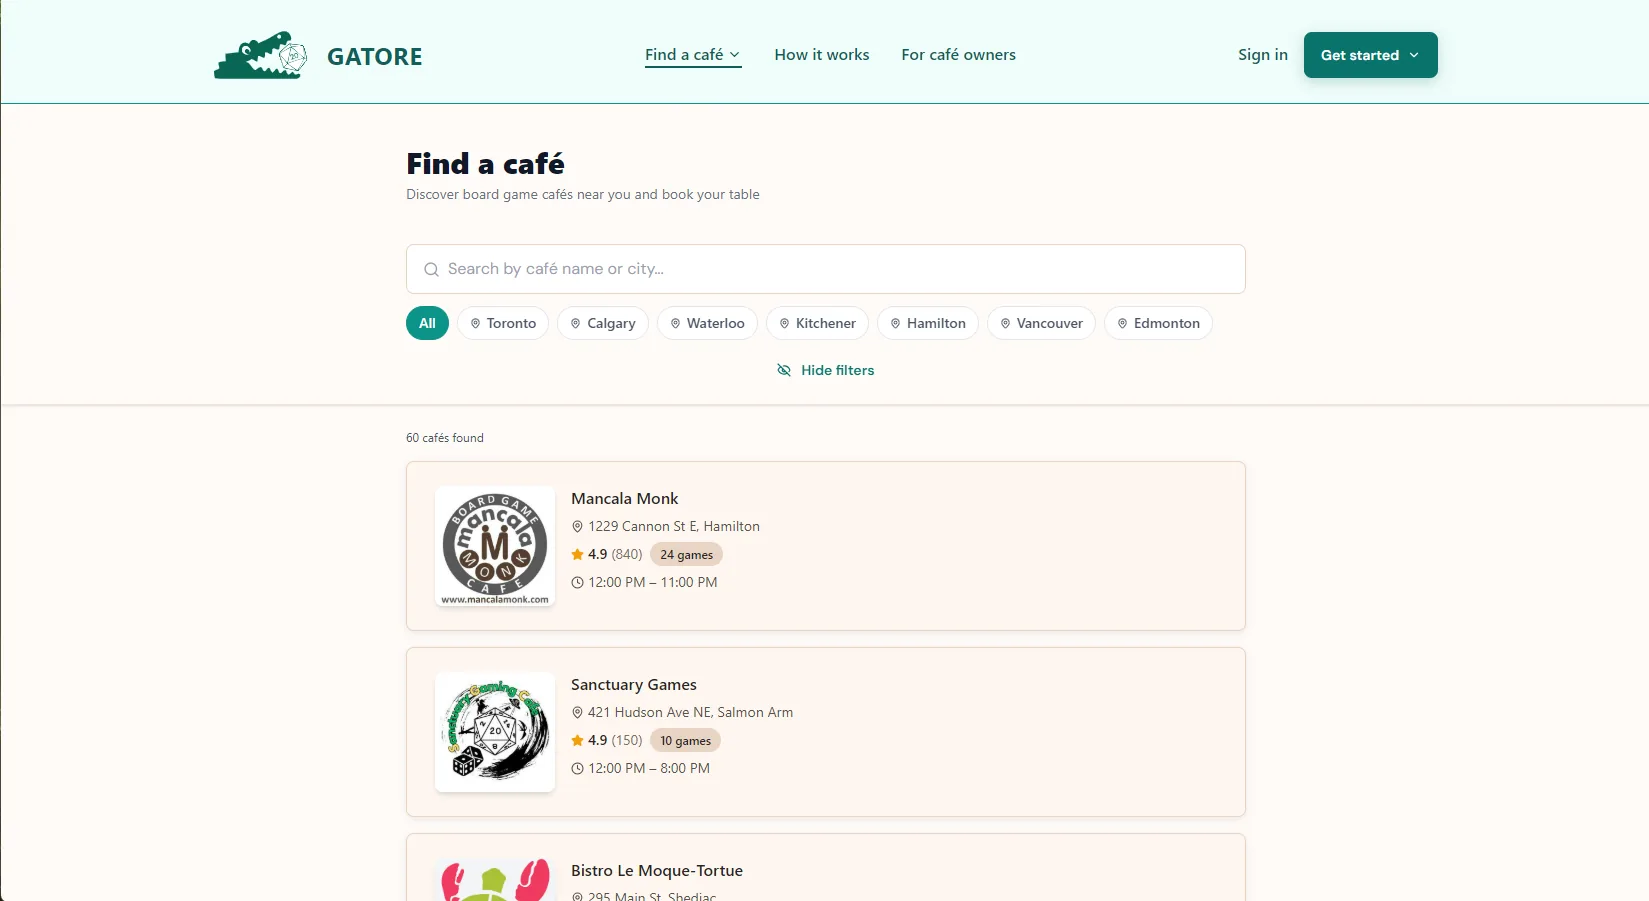 GATORE
Find a café
How it works
For café owners
Sign in
Get started
Find a café
Discover board game cafés near you and book your table
Search by café name or city...
All
Toronto
Calgary
Waterloo
Kitchener
Hamilton
Vancouver
Edmonton
Hide filters
60 cafés found
BOARD GAME
mancala
M
MONK
CAFE
www.mancalamonk.com
Mancala Monk
1229 Cannon St E, Hamilton
4.9 (840) 24 games
12:00 PM – 11:00 PM
Sanctuary Gaming Cafe
20
8
Sanctuary Games
421 Hudson Ave NE, Salmon Arm
4.9 (150) 10 games
12:00 PM – 8:00 PM
Bistro Le Moque-Tortue
295 Main St, Shediac